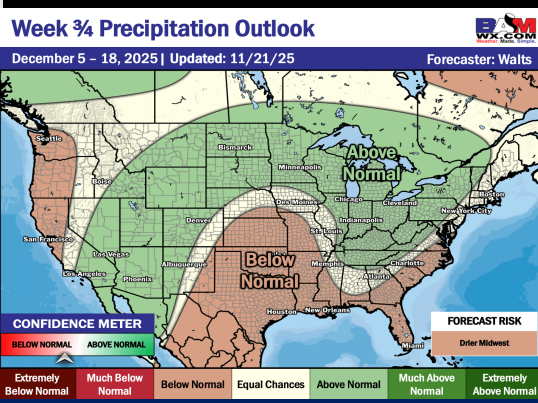 Week ¾ Precipitation Outlook
BAM
WX.COM
Weather. Made. Simple.
December 5 – 18, 2025 | Updated: 11/21/25
Forecaster: Walts
Seattle
Bismarck
Above
Normal
Minneapolis
Boise
Boston
Chicago
Cleveland
Des Moines
New York City
Denver
Indianapolis
St. Louis
San Francisco
Las Vegas
Below
Normal
Albuquerque
Memphis
Charlotte
Los Angeles
Phoenix
Atlanta
Houston
New Orleans
Miami
CONFIDENCE METER
BELOW NORMAL
ABOVE NORMAL
FORECAST RISK
Drier Midwest
Extremely
Below Normal
Much Below
Normal
Below Normal
Equal Chances
Above Normal
Much Above
Normal
Extremely
Above Normal